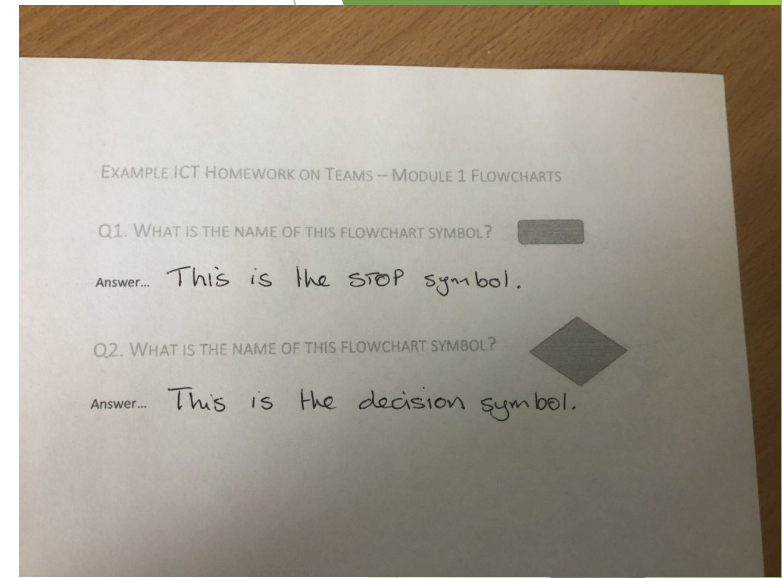 EXAMPLE ICT HOMEWORK ON TEAMS – MODULE 1 FLOWCHARTS
Q1. WHAT IS THE NAME OF THIS FLOWCHART SYMBOL?
Answer... This is the STOP symbol.
Q2. WHAT IS THE NAME OF THIS FLOWCHART SYMBOL?
Answer... This is the decision symbol.